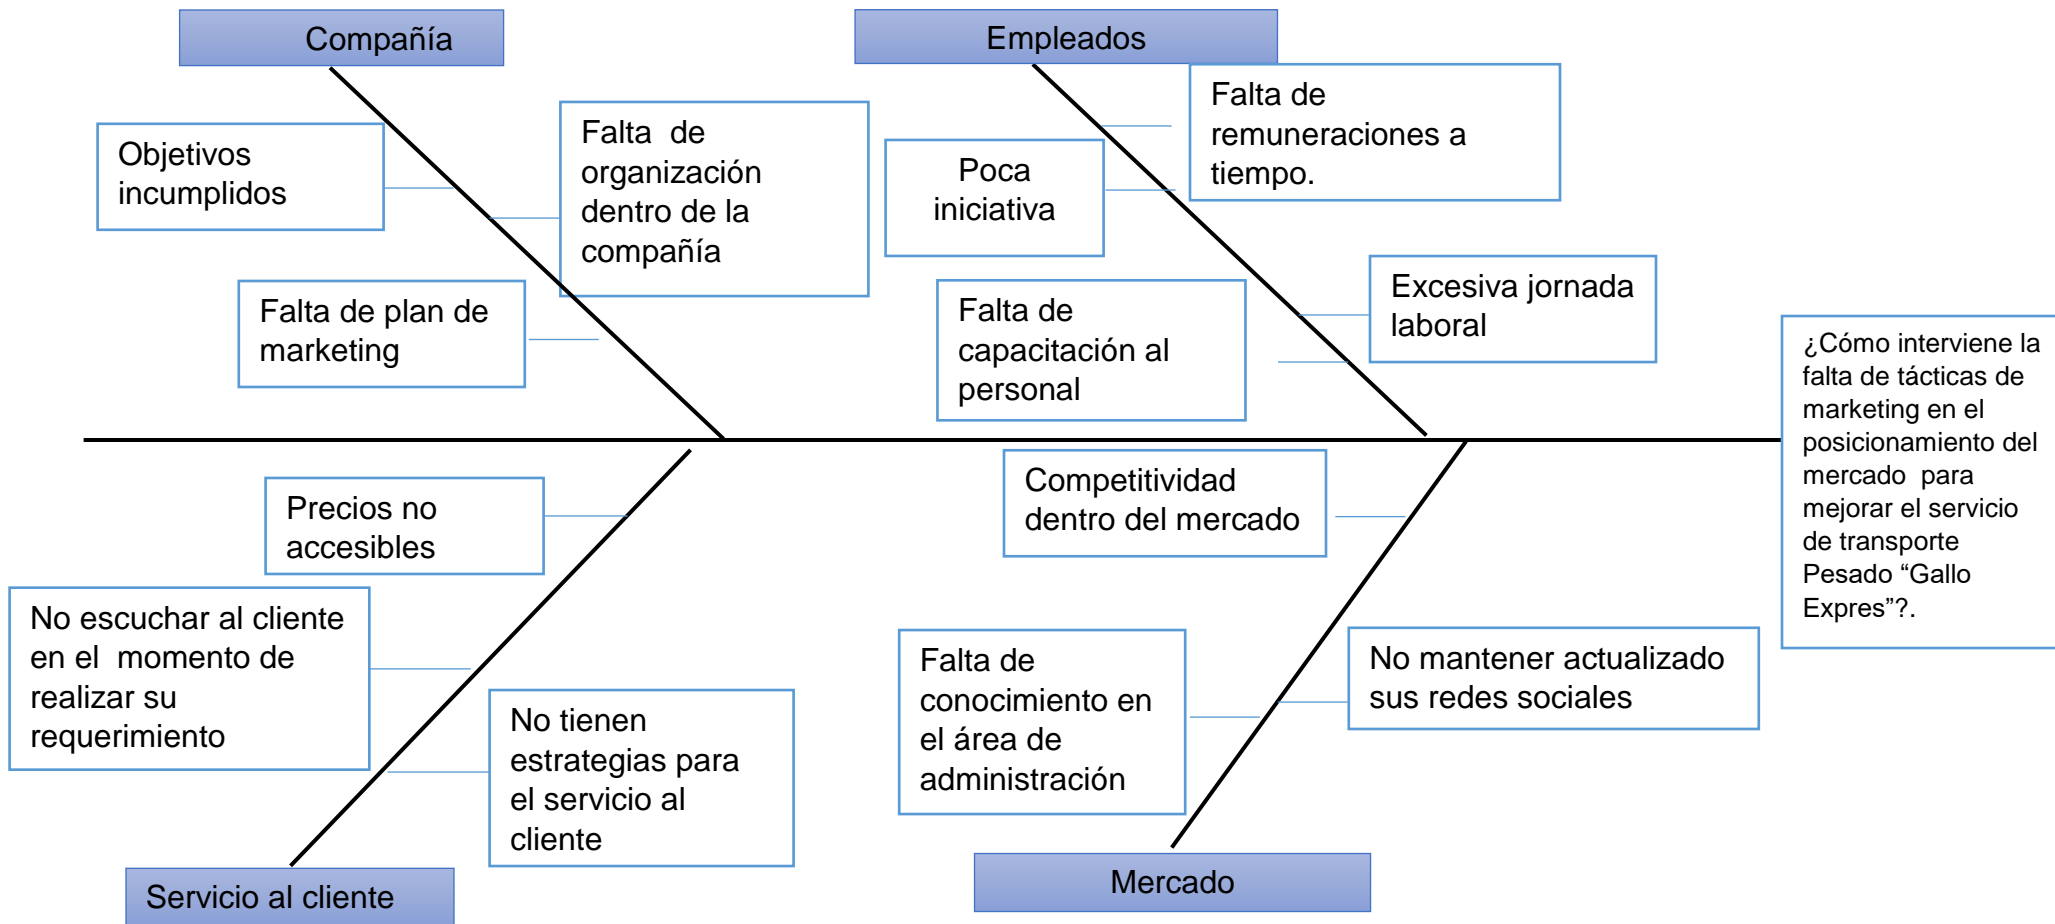 Compañía
Empleados
Objetivos
incumplidos
Falta  de
organización
dentro de la
compañía
Falta de plan de
marketing
Falta de
remuneraciones a
tiempo.
Poca
iniciativa
Falta de
capacitación al
personal
Excesiva jornada
laboral
¿Cómo interviene la
falta de tácticas de
marketing en el
posicionamiento del
mercado  para
mejorar el servicio
de transporte
Pesado “Gallo
Expres”?.
Precios no
accesibles
No escuchar al cliente
en el  momento de
realizar su
requerimiento
No tienen
estrategias para
el servicio al
cliente
Competitividad
dentro del mercado
Falta de
conocimiento en
el área de
administración
No mantener actualizado
sus redes sociales
Servicio al cliente
Mercado